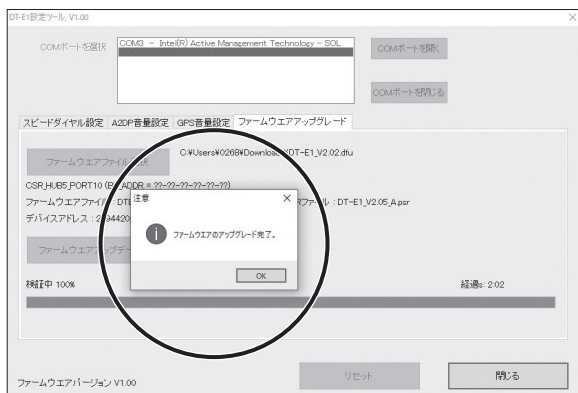 DT-E1設定ツール, V1.00
COMポートを選択
COM3 - Intel(R) Active Management Technology - SOL
COMポートを開く
COMポートを閉じる
スピードダイヤル設定 A2DP音量設定 GPS音量設定 ファームウエアアップグレード
ファームウエアファイル 択
C:¥Users¥0268¥Downloads¥DT-E1_V2.02.dfu
CSR,HUB5,PORT10 ADDR = ??-??-??-??-??-??)
ファームウエアファイル : DT-E1_V2.05_A.psr
デバイスアドレス :
注意
ファームウエアのアップグレード完了。
OK
ファームウエアアップデー
検証中 100%
経過s: 2:02
リセット
閉じる
ファームウエアバージョン V1.00